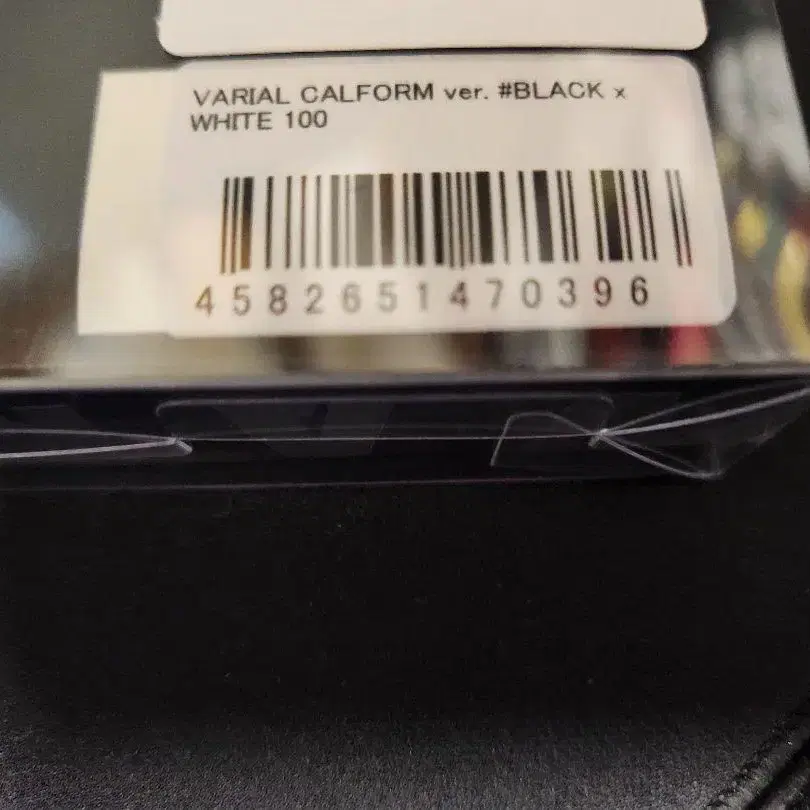 VARIAL CALFORM ver. #BLACK ×
WHITE 100
4582651470396